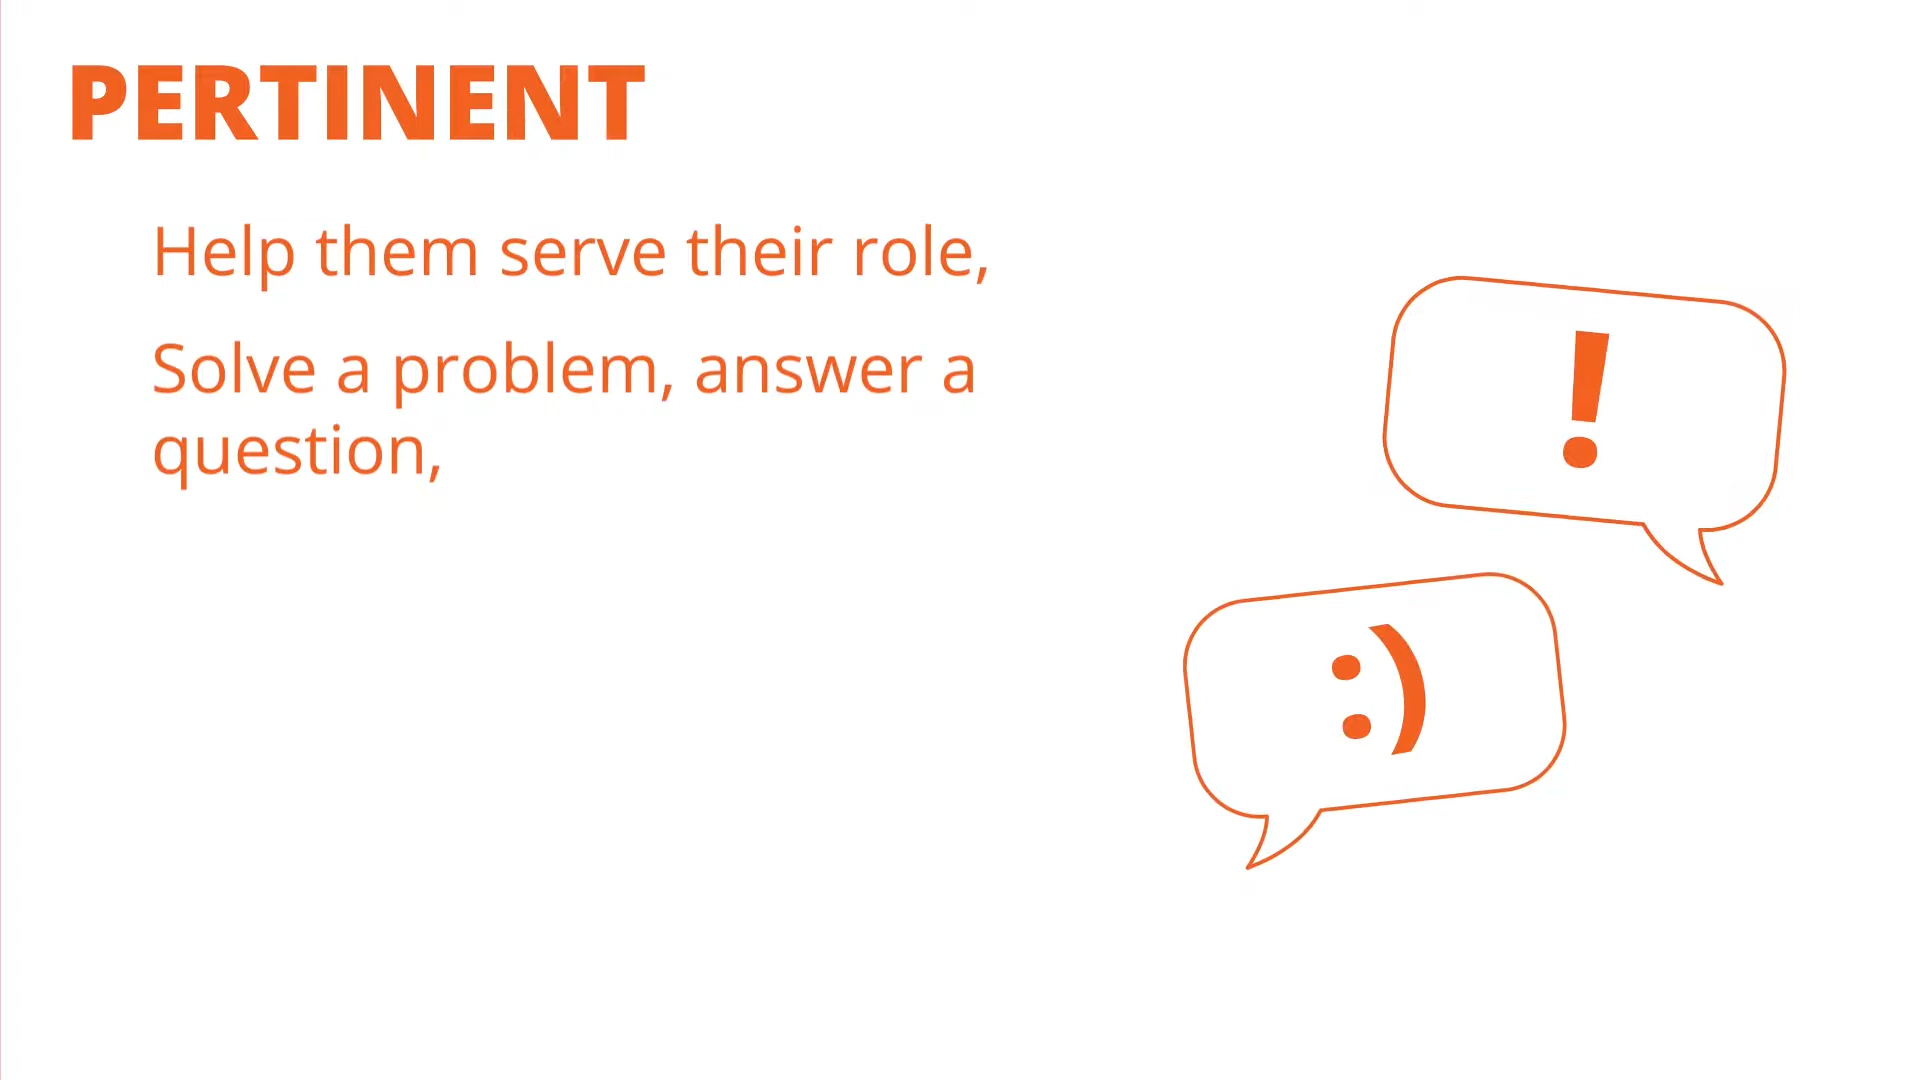 PERTINENT
Help them serve their role,
Solve a problem, answer a
question,
!
:)